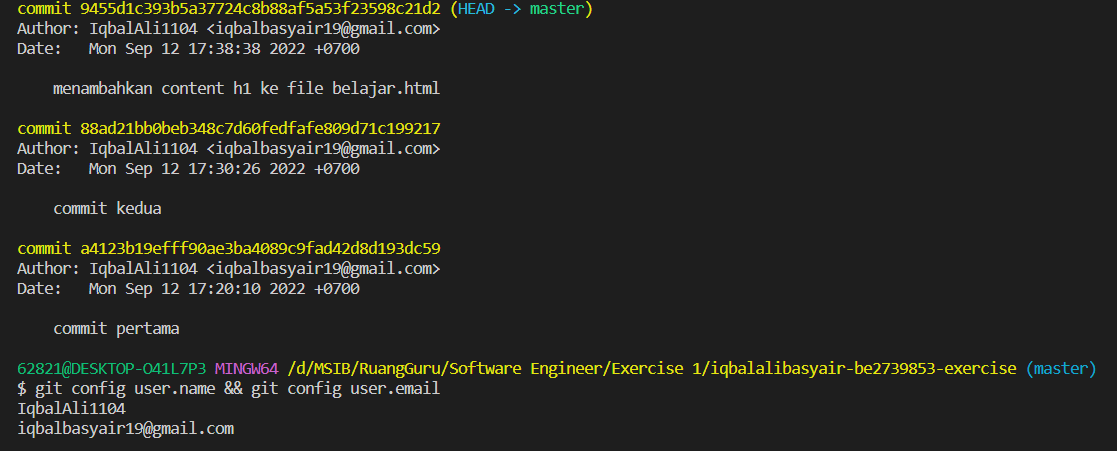 commit 9455d1c393b5a37724c8b88af5a53f23598c21d2 (HEAD -> master)
Author: IqbalAli1104 <iqbalbasyair19@gmail.com>
Date:   Mon Sep 12 17:38:38 2022 +0700
    menambahkan content h1 ke file belajar.html
commit 88ad21bb0beb348c7d60fedfafe809d71c199217
Author: IqbalAli1104 <iqbalbasyair19@gmail.com>
Date:   Mon Sep 12 17:30:26 2022 +0700
    commit kedua
commit a4123b19efff90ae3ba4089c9fad42d8d193dc59
Author: IqbalAli1104 <iqbalbasyair19@gmail.com>
Date:   Mon Sep 12 17:20:10 2022 +0700
    commit pertama
62821@DESKTOP-O41L7P3 MINGW64 /d/MSIB/RuangGuru/Software Engineer/Exercise 1/iqbalalibasyair-be2739853-exercise (master)
$ git config user.name && git config user.email
IqbalAli1104
iqbalbasyair19@gmail.com